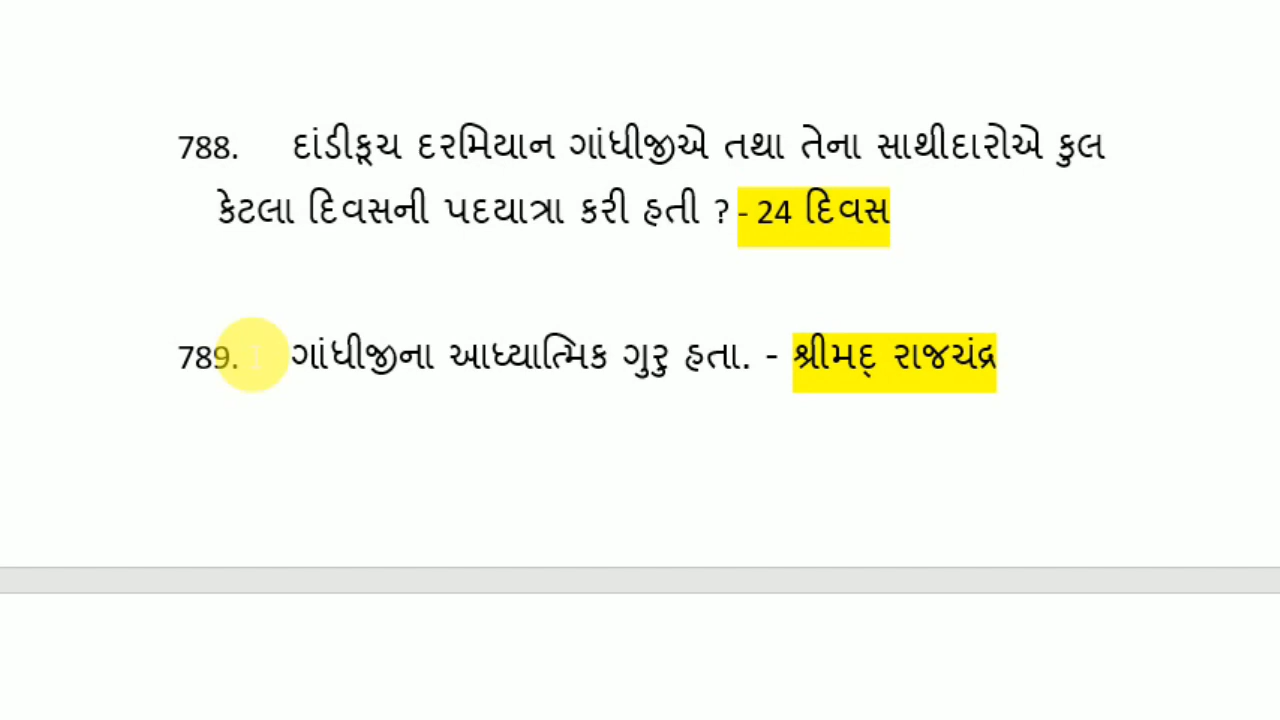 788. દાંડીકૂચ દરમિયાન ગાંધીજીએ તથા તેના સાથીદારોએ કુલ
કેટલા દિવસની પદયાત્રા કરી હતી ? - 24 દિવસ
789. ગાંધીજીના આધ્યાત્મિક ગુરુ હતા. - શ્રીમદ્ રાજચંદ્ર